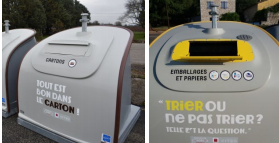 CARTONS
TOUT EST
BON DANS
LE CARTON !
EMBALLAGES
ET PAPIERS
"TRIER OU
NE PAS TRIER ?
TELLE EST LA QUESTION."